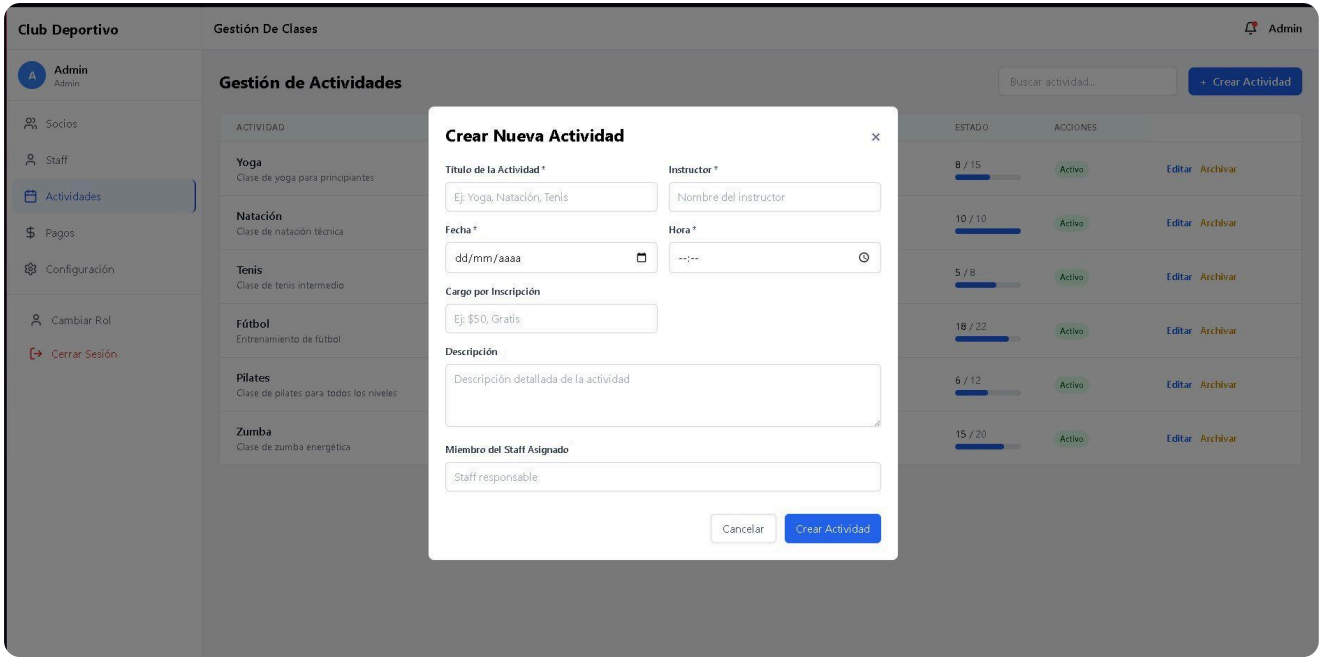 Club Deportivo
Gestión De Clases
Admin
A
Admin
Admin
Socios
Staff
Actividades
Pagos
Configuración
Cambiar Rol
Cerrar Sesión
Gestión de Actividades
Buscar actividad...
+ Crear Actividad
ACTIVIDAD ESTADO ACCIONES
Yoga
Clase de yoga para principiantes
8 / 15 Activo Editar Archivar
Natación
Clase de natación técnica
10 / 10 Activo Editar Archivar
Tenis
Clase de tenis intermedio
5 / 8 Activo Editar Archivar
Fútbol
Entrenamiento de fútbol
18 / 22 Activo Editar Archivar
Pilates
Clase de pilates para todos los niveles
6 / 12 Activo Editar Archivar
Zumba
Clase de zumba energética
15 / 20 Activo Editar Archivar
Crear Nueva Actividad ×
Título de la Actividad * Instructor *
Ej: Yoga, Natación, Tenis Nombre del instructor
Fecha * Hora *
dd/mm/aaaa --:--
Cargo por Inscripción
Ej: $50, Gratis
Descripción
Descripción detallada de la actividad
Miembro del Staff Asignado
Staff responsable
Cancelar Crear Actividad